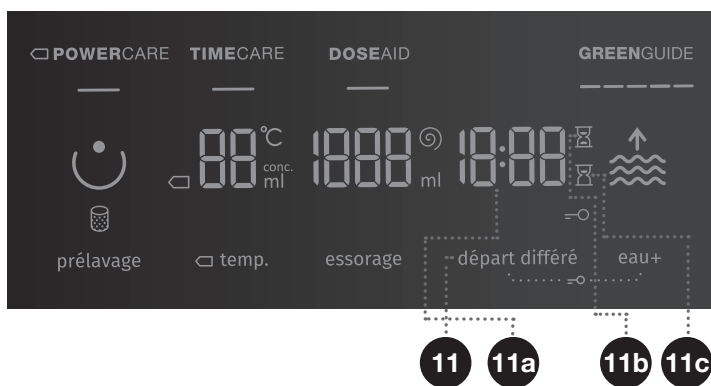 POWERCARE TIMECARE DOSEAID GREENGUIDE
88 °C 1888 18:88
conc.
ml ml
prélavage temp. essorage départ différé eau+
11 11a 11b 11c